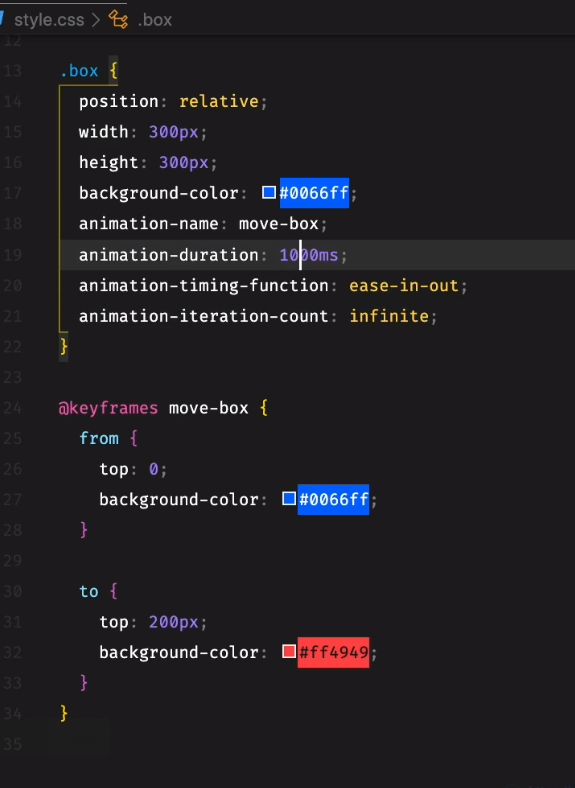 style.css > .box
12
13 .box {
14 position: relative;
15 width: 300px;
16 height: 300px;
17 background-color: #0066ff;
18 animation-name: move-box;
19 animation-duration: 1000ms;
20 animation-timing-function: ease-in-out;
21 animation-iteration-count: infinite;
22 }
23
24 @keyframes move-box {
25 from {
26 top: 0;
27 background-color: #0066ff;
28 }
29
30 to {
31 top: 200px;
32 background-color: #ff4949;
33 }
34 }
35